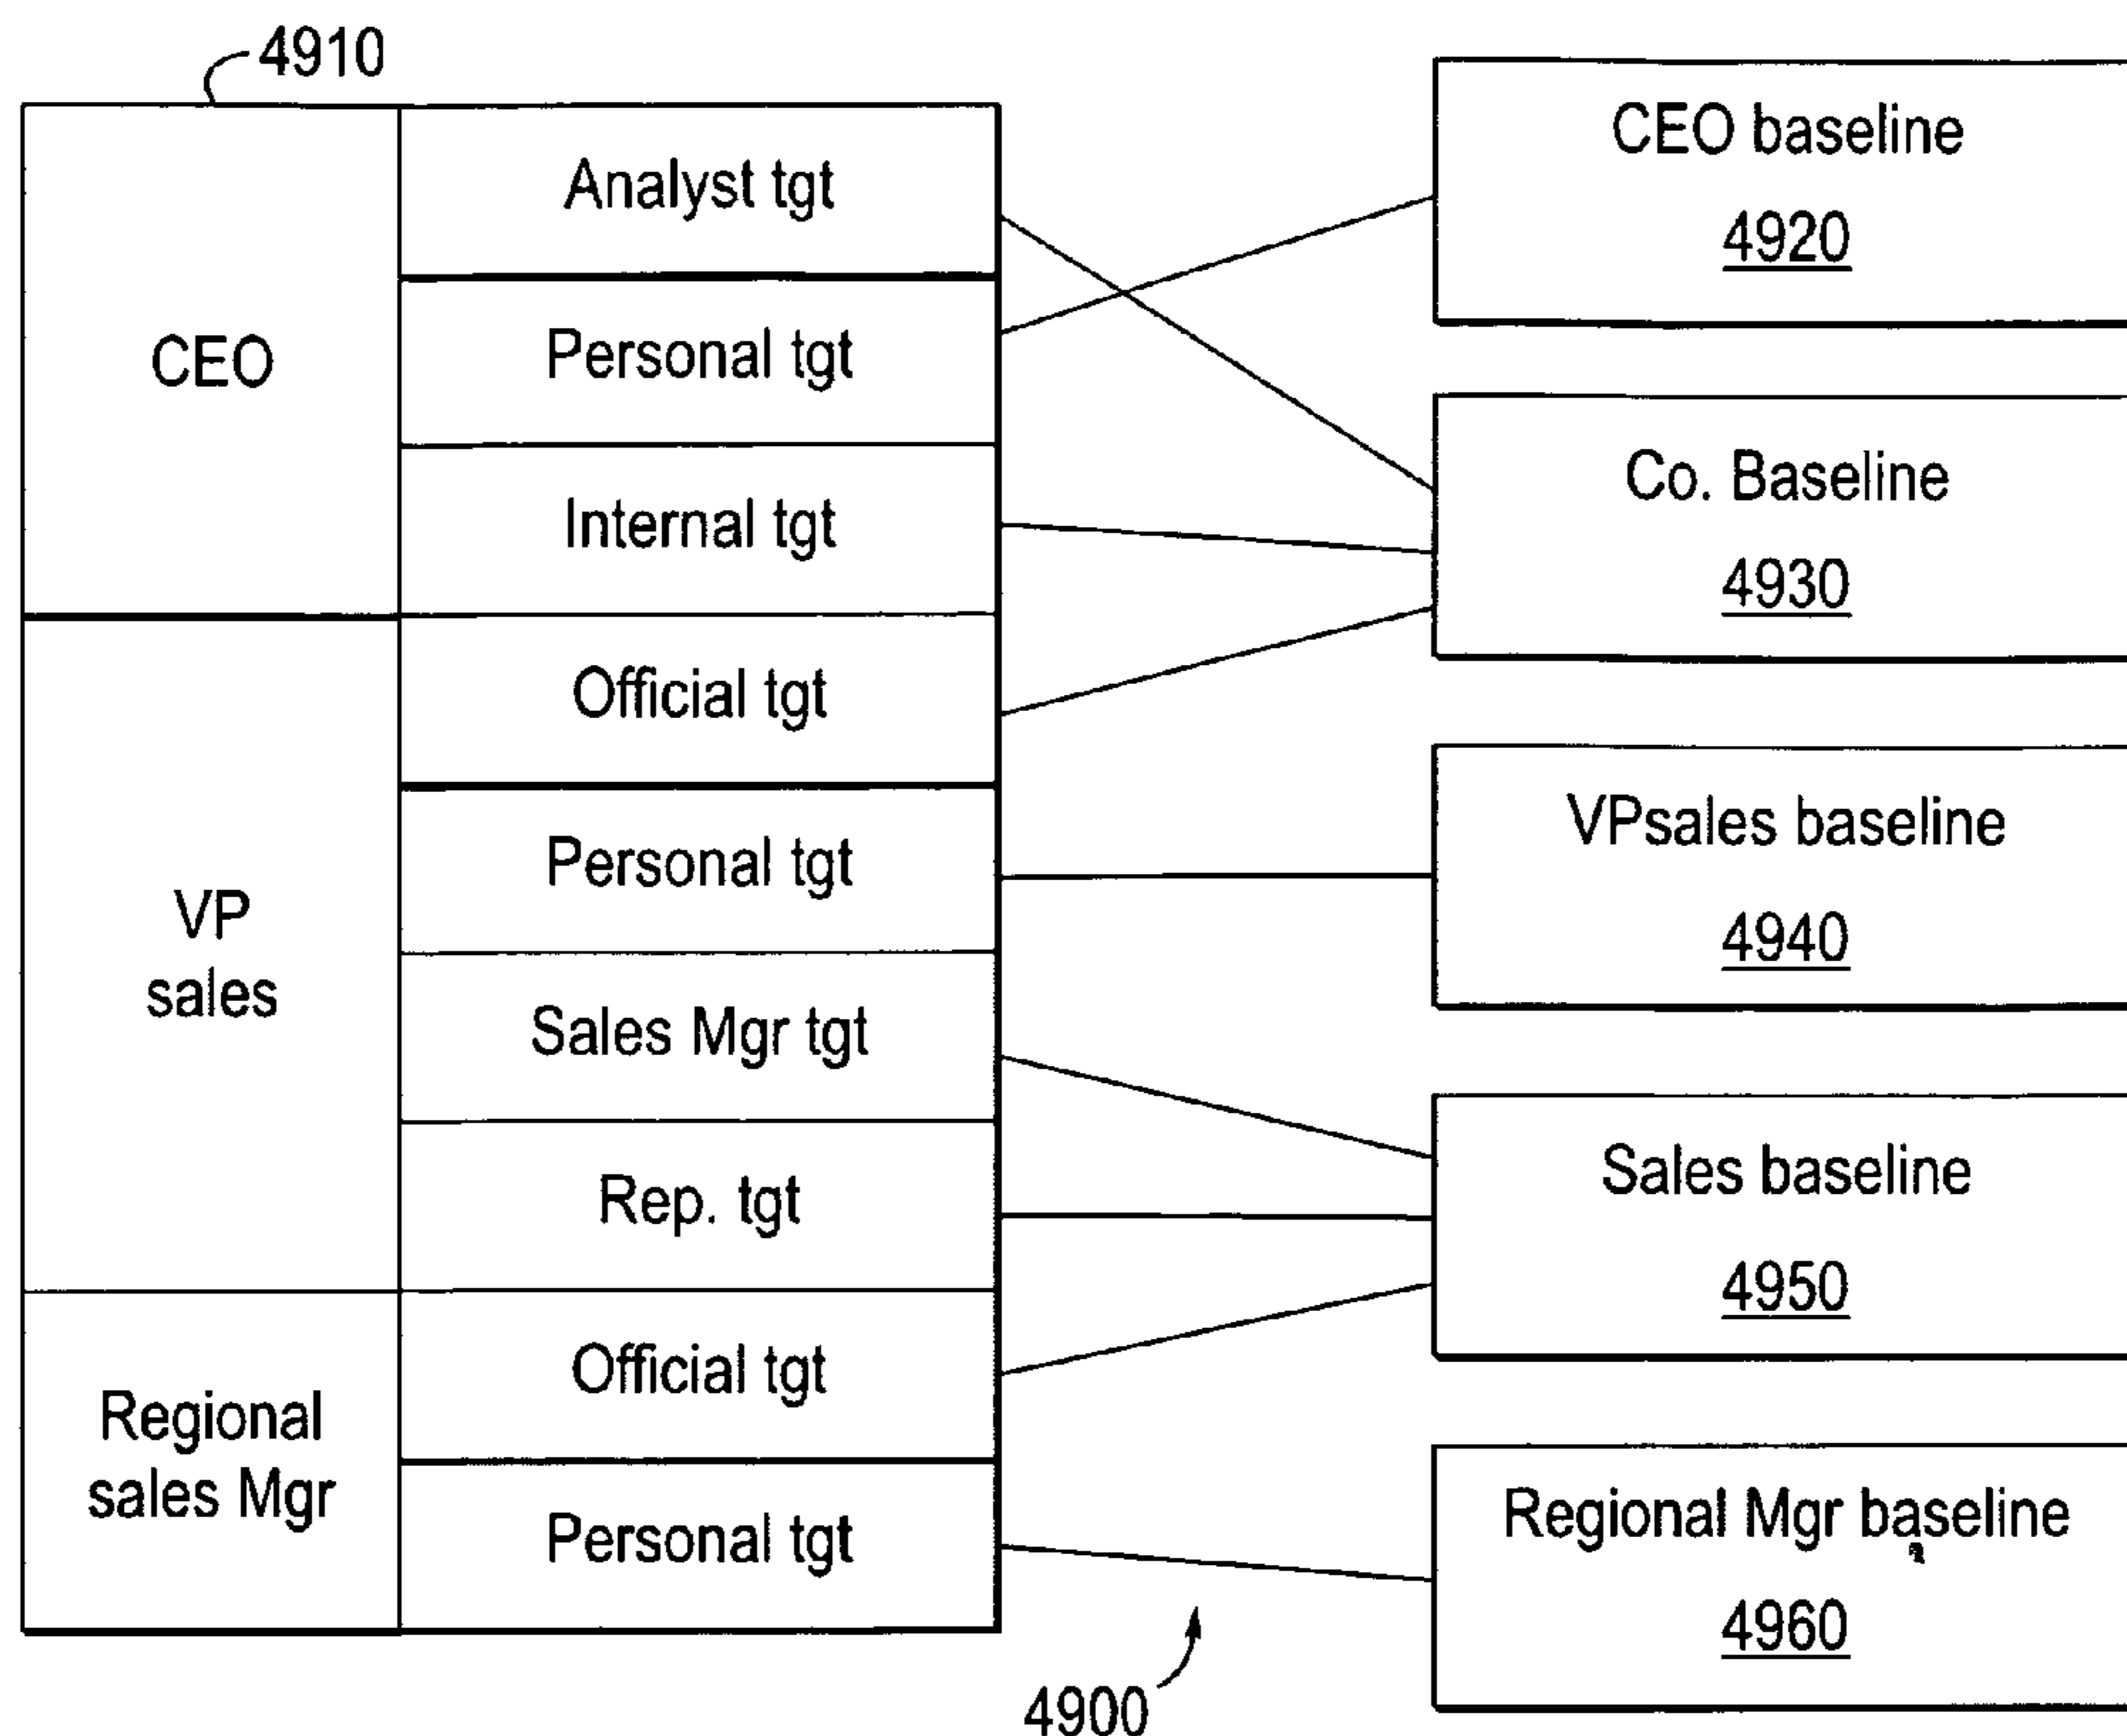 4910
CEO
Analyst tgt
Personal tgt
Internal tgt
VP
sales
Official tgt
Personal tgt
Sales Mgr tgt
Rep. tgt
Regional
sales Mgr
Official tgt
Personal tgt
CEO baseline
4920
Co. Baseline
4930
VPsales baseline
4940
Sales baseline
4950
Regional Mgr baseline
4960
4900